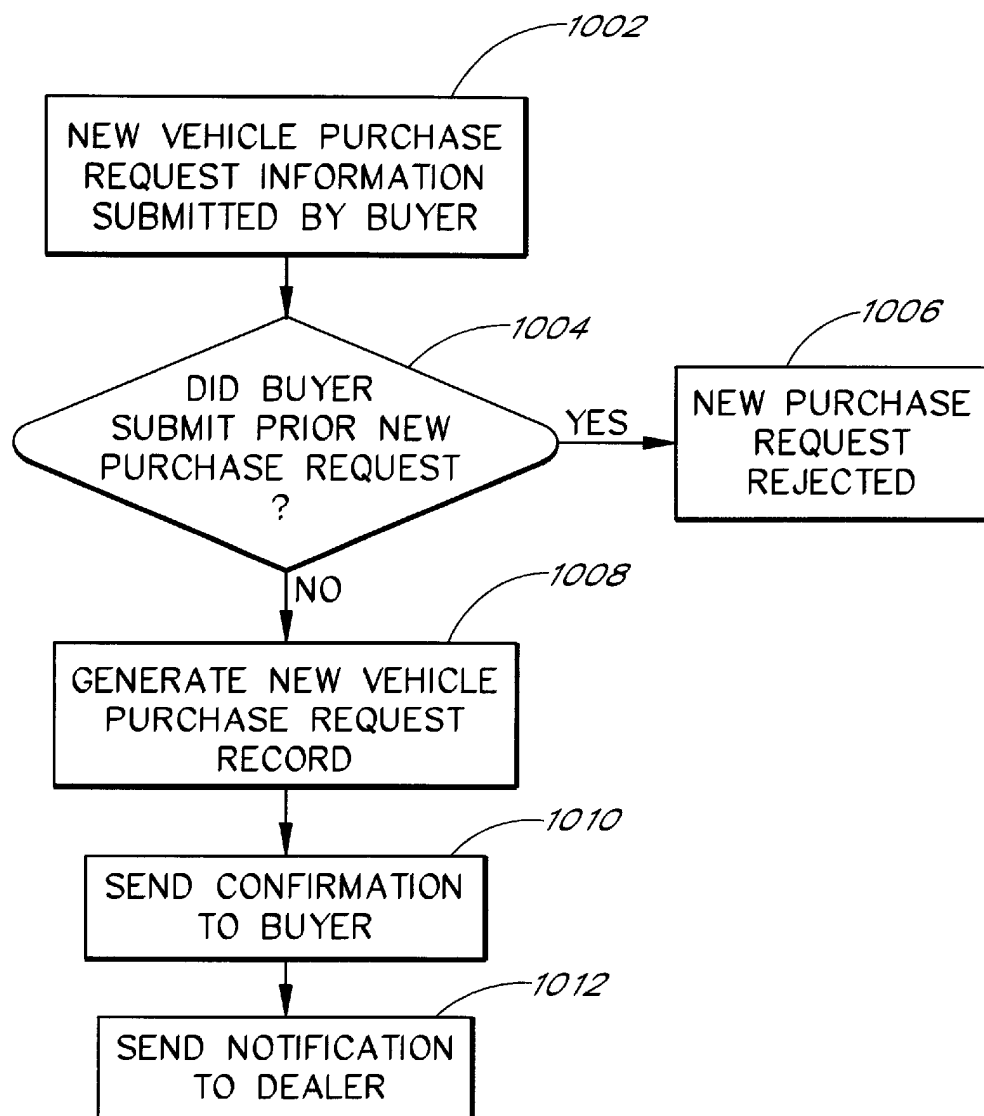 1002
NEW VEHICLE PURCHASE
REQUEST INFORMATION
SUBMITTED BY BUYER
1004
DID BUYER
SUBMIT PRIOR NEW
PURCHASE REQUEST
?
YES
1006
NEW PURCHASE
REQUEST
REJECTED
NO
1008
GENERATE NEW VEHICLE
PURCHASE REQUEST
RECORD
1010
SEND CONFIRMATION
TO BUYER
1012
SEND NOTIFICATION
TO DEALER